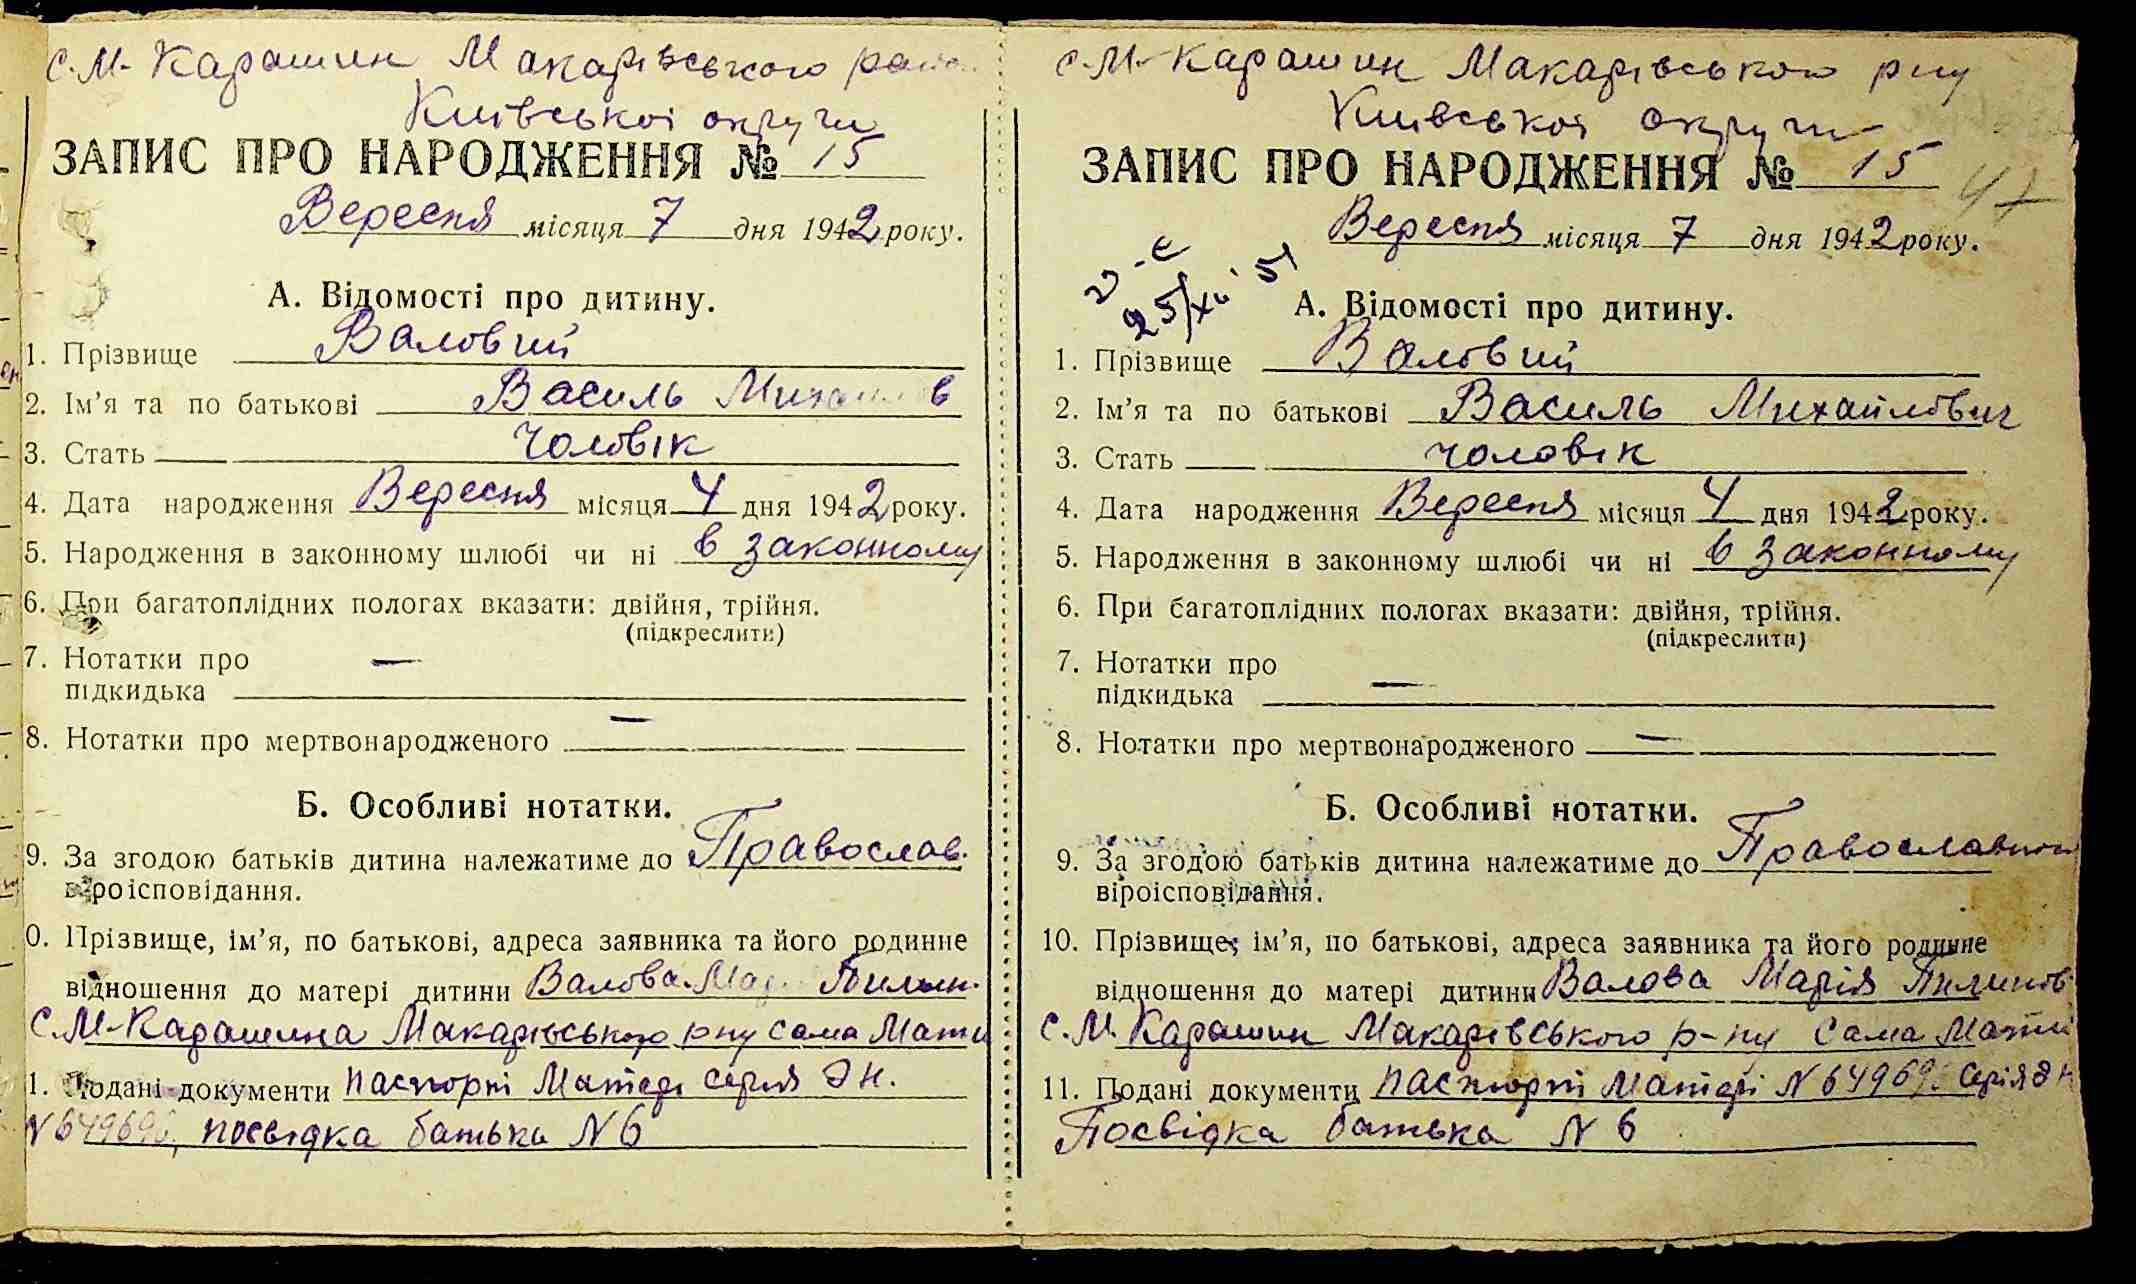 с. М-Карашин Макарівського
Київської округи
ЗАПИС ПРО НАРОДЖЕННЯ № 15
Вересня місяця 7 дня 1942 року.
А. Відомості про дитину.
1. Прізвище Валовий
2. Ім’я та по батькові Василь
3. Стать чоловік
4. Дата народження Вересня місяця 4 дня 1942 року.
5. Народження в законному шлюбі чи ні в законному
6. При багатоплідних пологах вказати: двійня, трійня.
(підкреслити)
7. Нотатки про —
підкидька
8. Нотатки про мертвонародженого —
Б. Особливі нотатки.
9. За згодою батьків дитина належатиме до Православ.
віроісповідання.
0. Прізвище, ім’я, по батькові, адреса заявника та його родинне
відношення до матері дитини Валова
С. М-Карашина Макарівського р-ну сама Мати
1. Подані документи паспорт Матері серія Эн.
посвідка батька N 6
с. М-Карашин Макарівського р-ну
Київської округи
ЗАПИС ПРО НАРОДЖЕННЯ № 15
47
Вересня місяця 7 дня 1942 року.
А. Відомості про дитину.
1. Прізвище Валовий
2. Ім’я та по батькові Василь Михайлович
3. Стать чоловік
4. Дата народження Вересня місяця 4 дня 1942 року.
5. Народження в законному шлюбі чи ні в законному
6. При багатоплідних пологах вказати: двійня, трійня.
(підкреслити)
7. Нотатки про
підкидька —
8. Нотатки про мертвонародженого —
Б. Особливі нотатки.
9. За згодою батьків дитина належатиме до
віроісповідання.
10. Прізвище, ім’я, по батькові, адреса заявника та його родинне
відношення до матері дитини Валова Марія
с. М. Карашин Макарівського р-ну Сама Мати
11. Подані документи паспорт Матері серія
Посвідка батька N 6